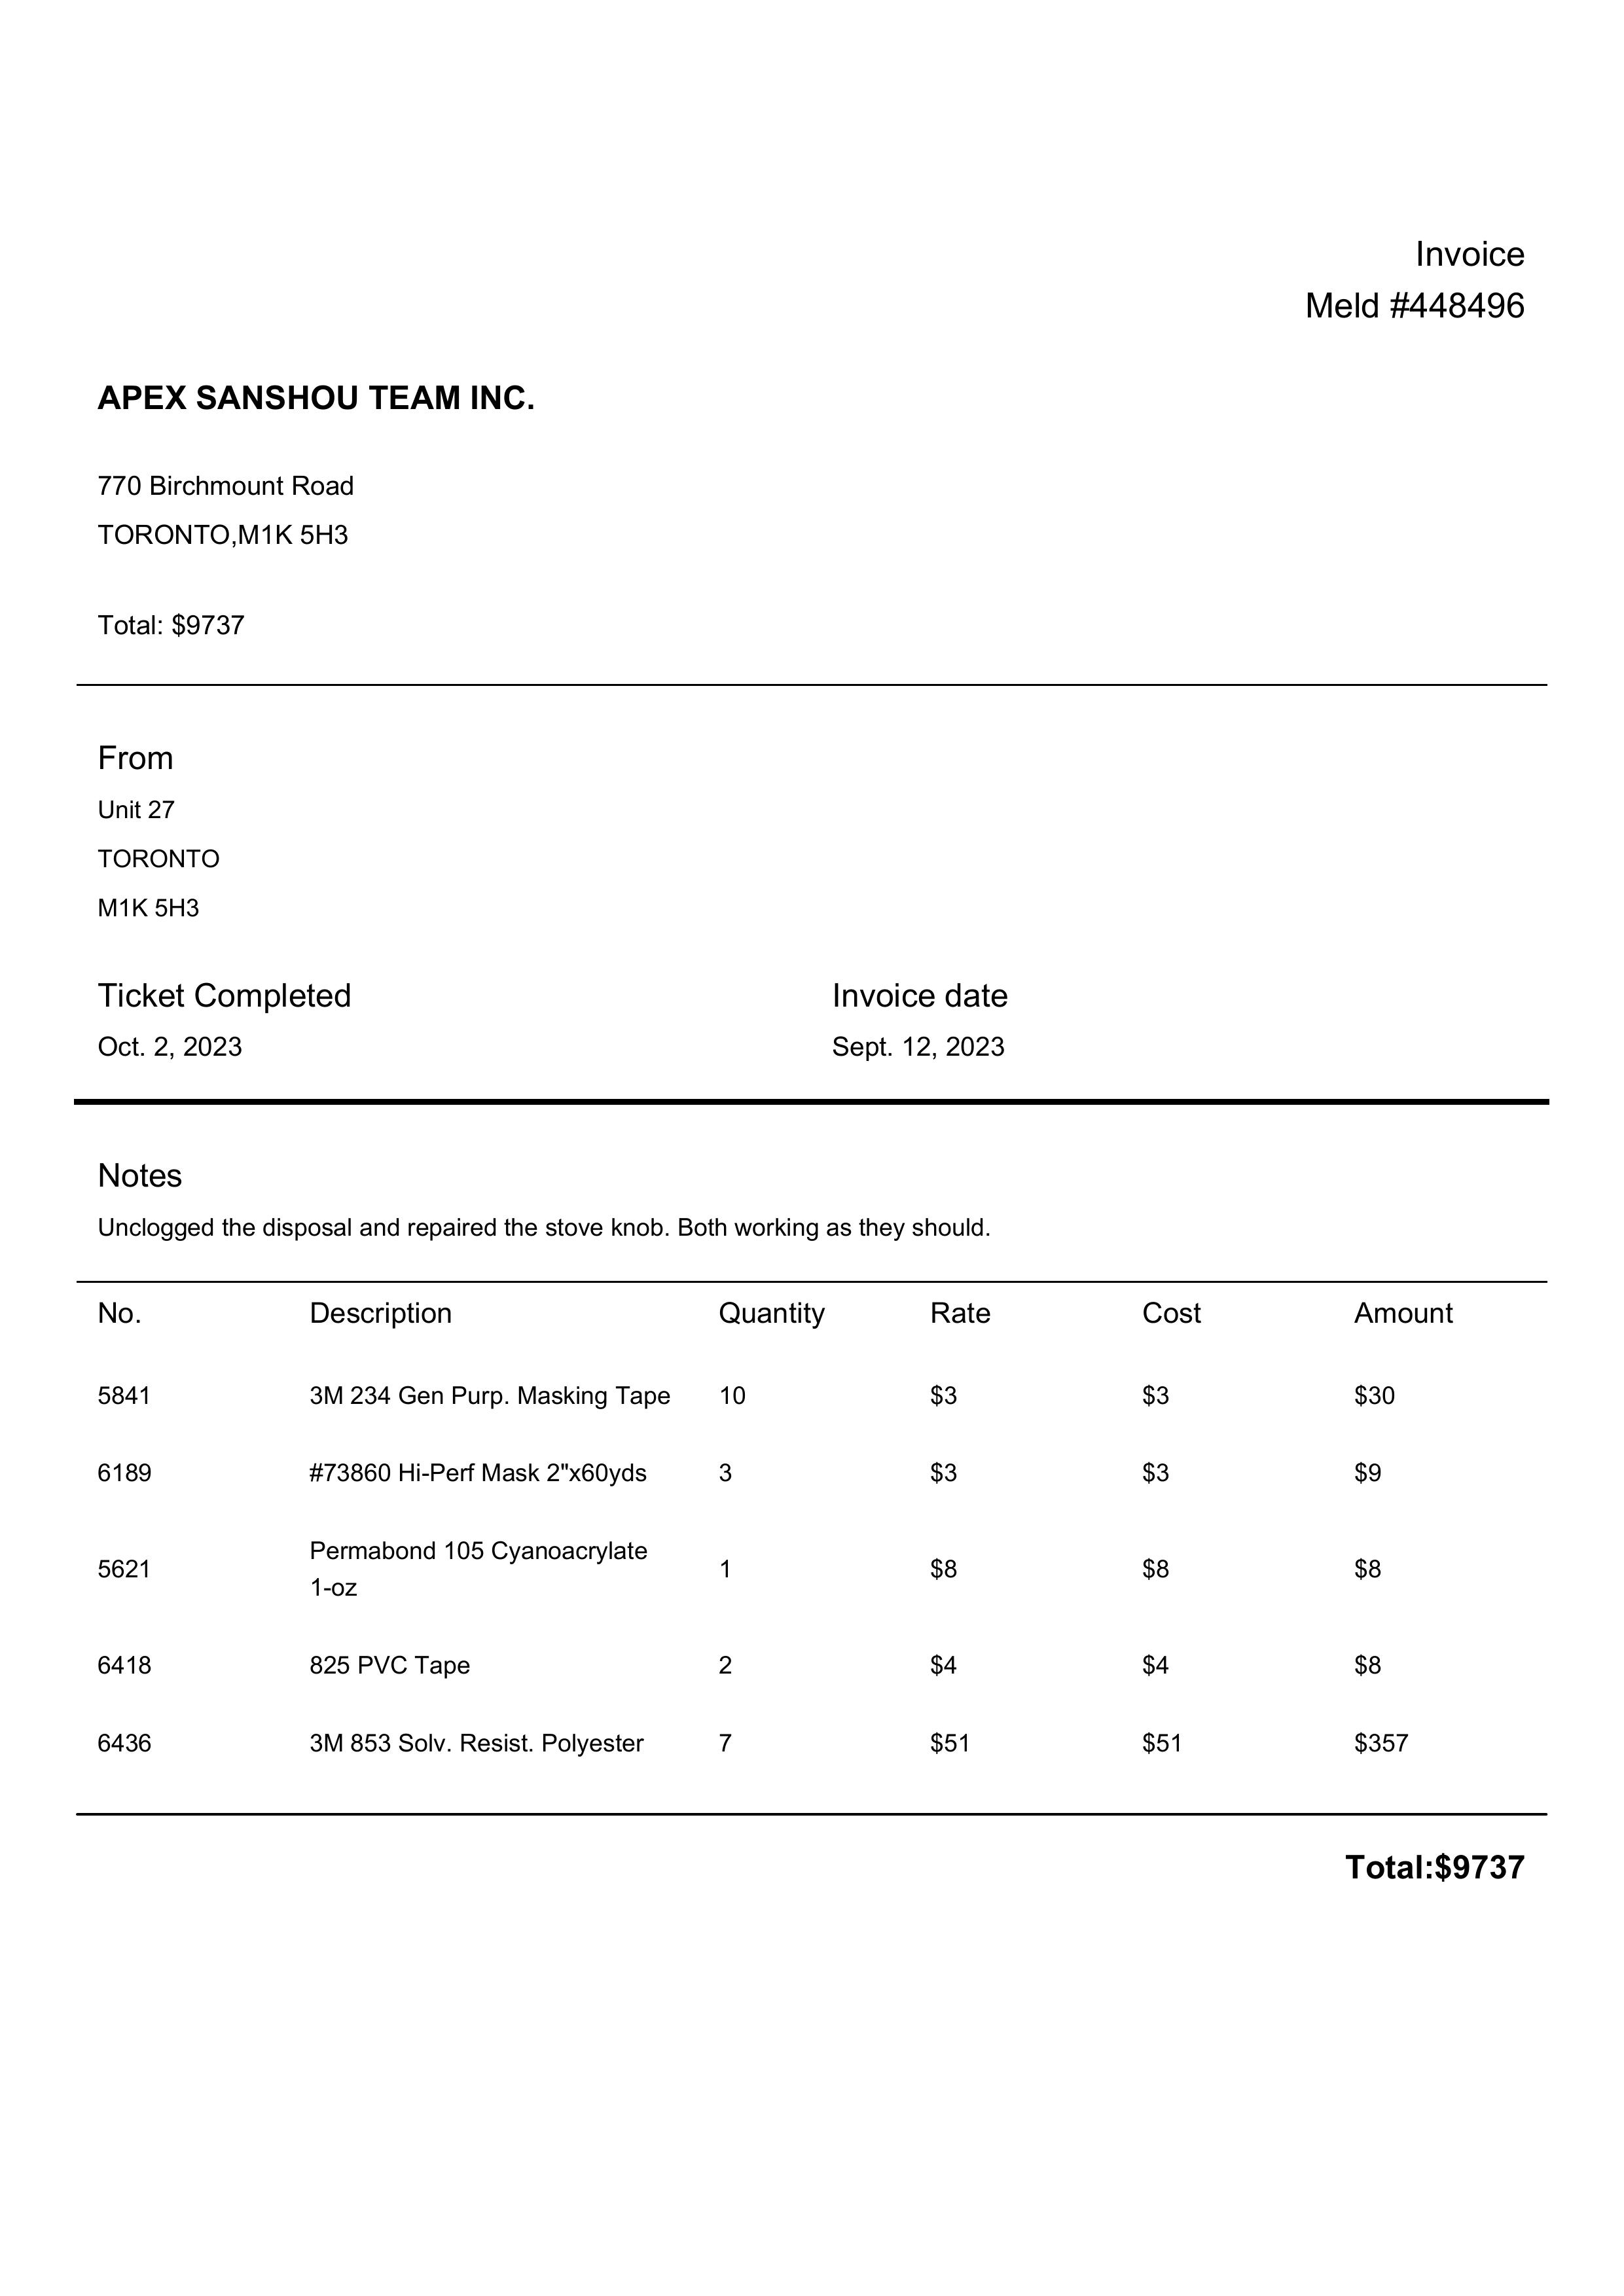 Invoice
Meld #448496
APEX SANSHOU TEAM INC.
770 Birchmount Road
TORONTO,M1K 5H3
Total: $9737
From
Unit 27
TORONTO
M1K 5H3
Ticket Completed Invoice date
Oct. 2, 2023 Sept. 12, 2023
Notes
Unclogged the disposal and repaired the stove knob. Both working as they should.
No. Description Quantity Rate Cost Amount
5841 3M 234 Gen Purp. Masking Tape 10 $3 $3 $30
6189 #73860 Hi-Perf Mask 2"x60yds 3 $3 $3 $9
5621 Permabond 105 Cyanoacrylate 1 $8 $8 $8
1-oz
6418 825 PVC Tape 2 $4 $4 $8
6436 3M 853 Solv. Resist. Polyester 7 $51 $51 $357
Total:$9737